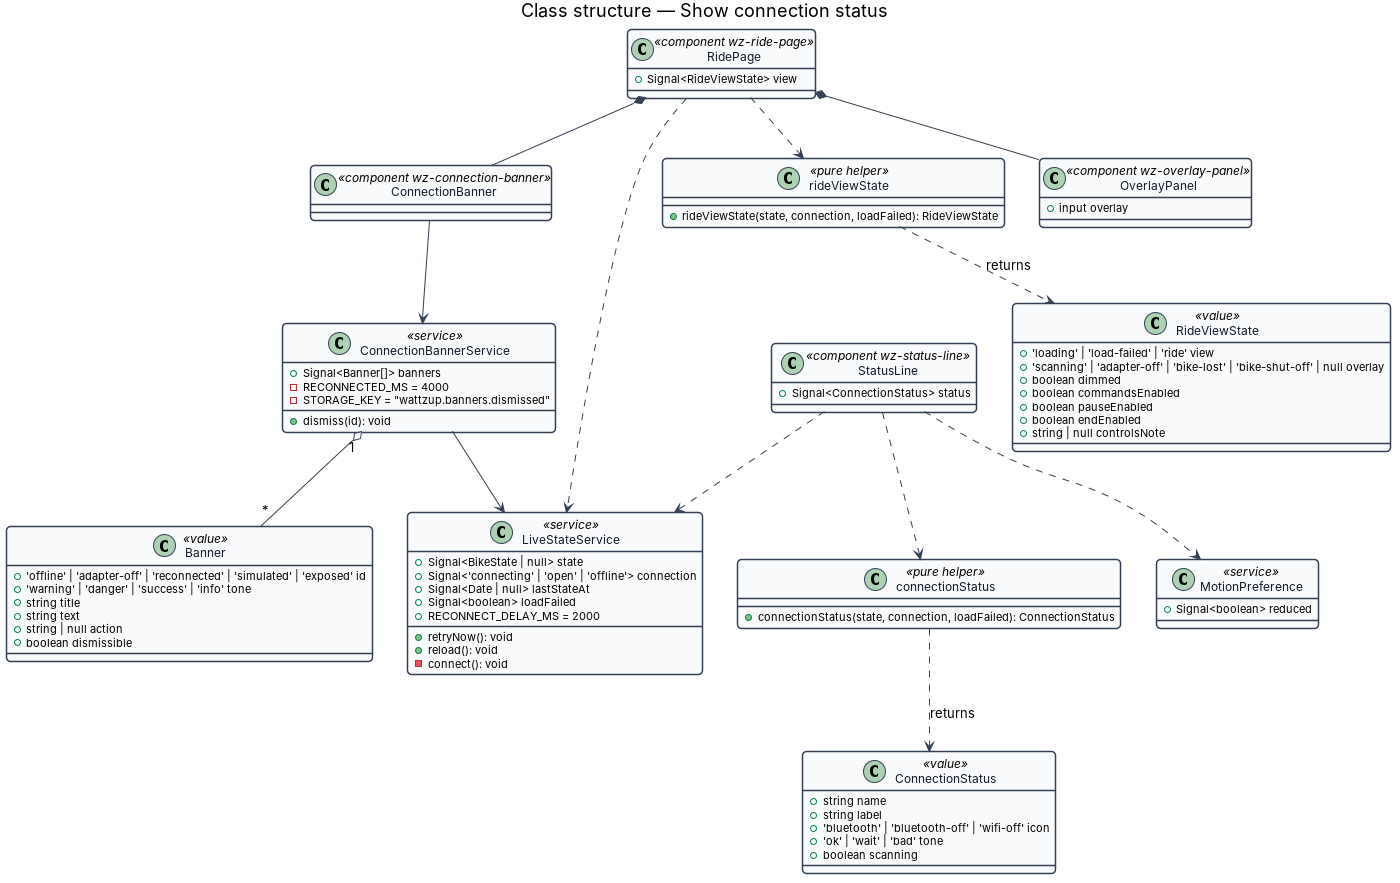 Class structure — Show connection status
C
«component wz-ride-page»
RidePage
Signal<RideViewState> view
C
«component wz-connection-banner»
ConnectionBanner
C
«pure helper»
rideViewState
rideViewState(state, connection, loadFailed): RideViewState
C
«component wz-overlay-panel»
OverlayPanel
input overlay
returns
C
«service»
ConnectionBannerService
Signal<Banner[]> banners
RECONNECTED_MS = 4000
STORAGE_KEY = "wattzup.banners.dismissed"
dismiss(id): void
C
«component wz-status-line»
StatusLine
Signal<ConnectionStatus> status
C
«value»
RideViewState
'loading' | 'load-failed' | 'ride' view
'scanning' | 'adapter-off' | 'bike-lost' | 'bike-shut-off' | null overlay
boolean dimmed
boolean commandsEnabled
boolean pauseEnabled
boolean endEnabled
string | null controlsNote
1
*
C
«value»
Banner
'offline' | 'adapter-off' | 'reconnected' | 'simulated' | 'exposed' id
'warning' | 'danger' | 'success' | 'info' tone
string title
string text
string | null action
boolean dismissible
C
«service»
LiveStateService
Signal<BikeState | null> state
Signal<'connecting' | 'open' | 'offline'> connection
Signal<Date | null> lastStateAt
Signal<boolean> loadFailed
RECONNECT_DELAY_MS = 2000
retryNow(): void
reload(): void
connect(): void
C
«pure helper»
connectionStatus
connectionStatus(state, connection, loadFailed): ConnectionStatus
C
«service»
MotionPreference
Signal<boolean> reduced
returns
C
«value»
ConnectionStatus
string name
string label
'bluetooth' | 'bluetooth-off' | 'wifi-off' icon
'ok' | 'wait' | 'bad' tone
boolean scanning